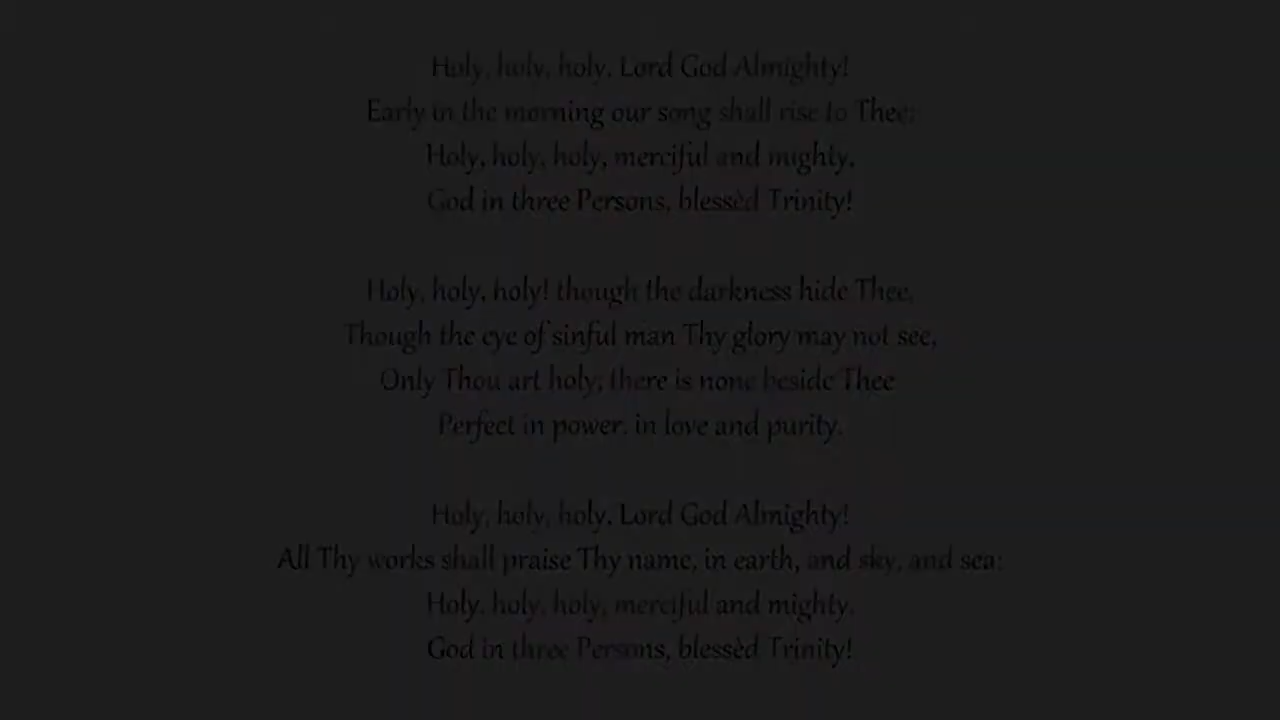 Holy, holy, holy, Lord God Almighty!
Early in the morning our song shall rise to Thee:
Holy, holy, holy, merciful and mighty,
God in three Persons, blessèd Trinity!
Holy, holy, holy! though the darkness hide Thee,
Though the eye of sinful man Thy glory may not see,
Only Thou art holy; there is none beside Thee
Perfect in power, in love and purity.
Holy, holy, holy, Lord God Almighty!
All Thy works shall praise Thy name, in earth, and sky, and sea:
Holy, holy, holy, merciful and mighty,
God in three Persons, blessèd Trinity!